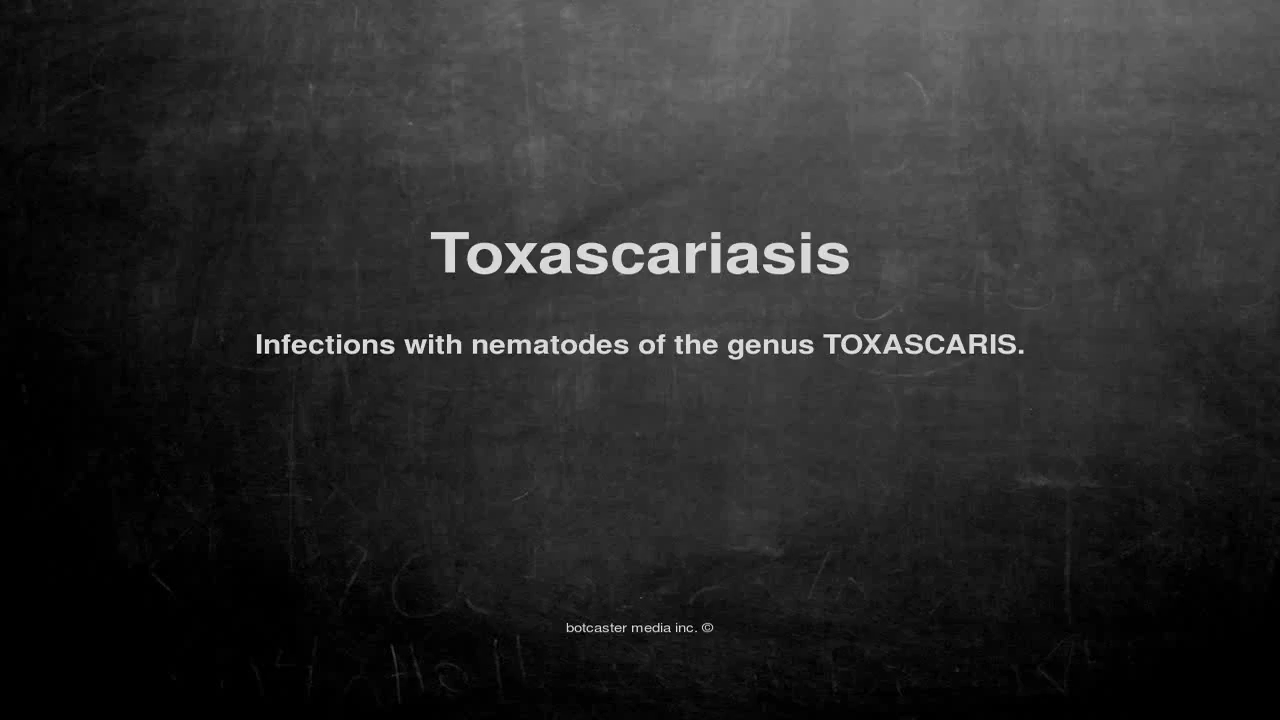 Toxascariasis
Infections with nematodes of the genus TOXASCARIS.
botcaster media inc. ©